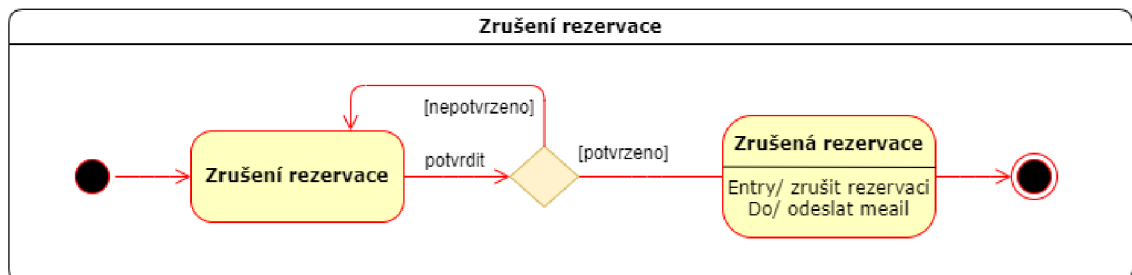 Zrušení rezervace
[nepotvrzeno]
Zrušení rezervace
potvrdit
[potvrzeno]
Zrušená rezervace
Entry/ zrušit rezervaci
Do/ odeslat meail